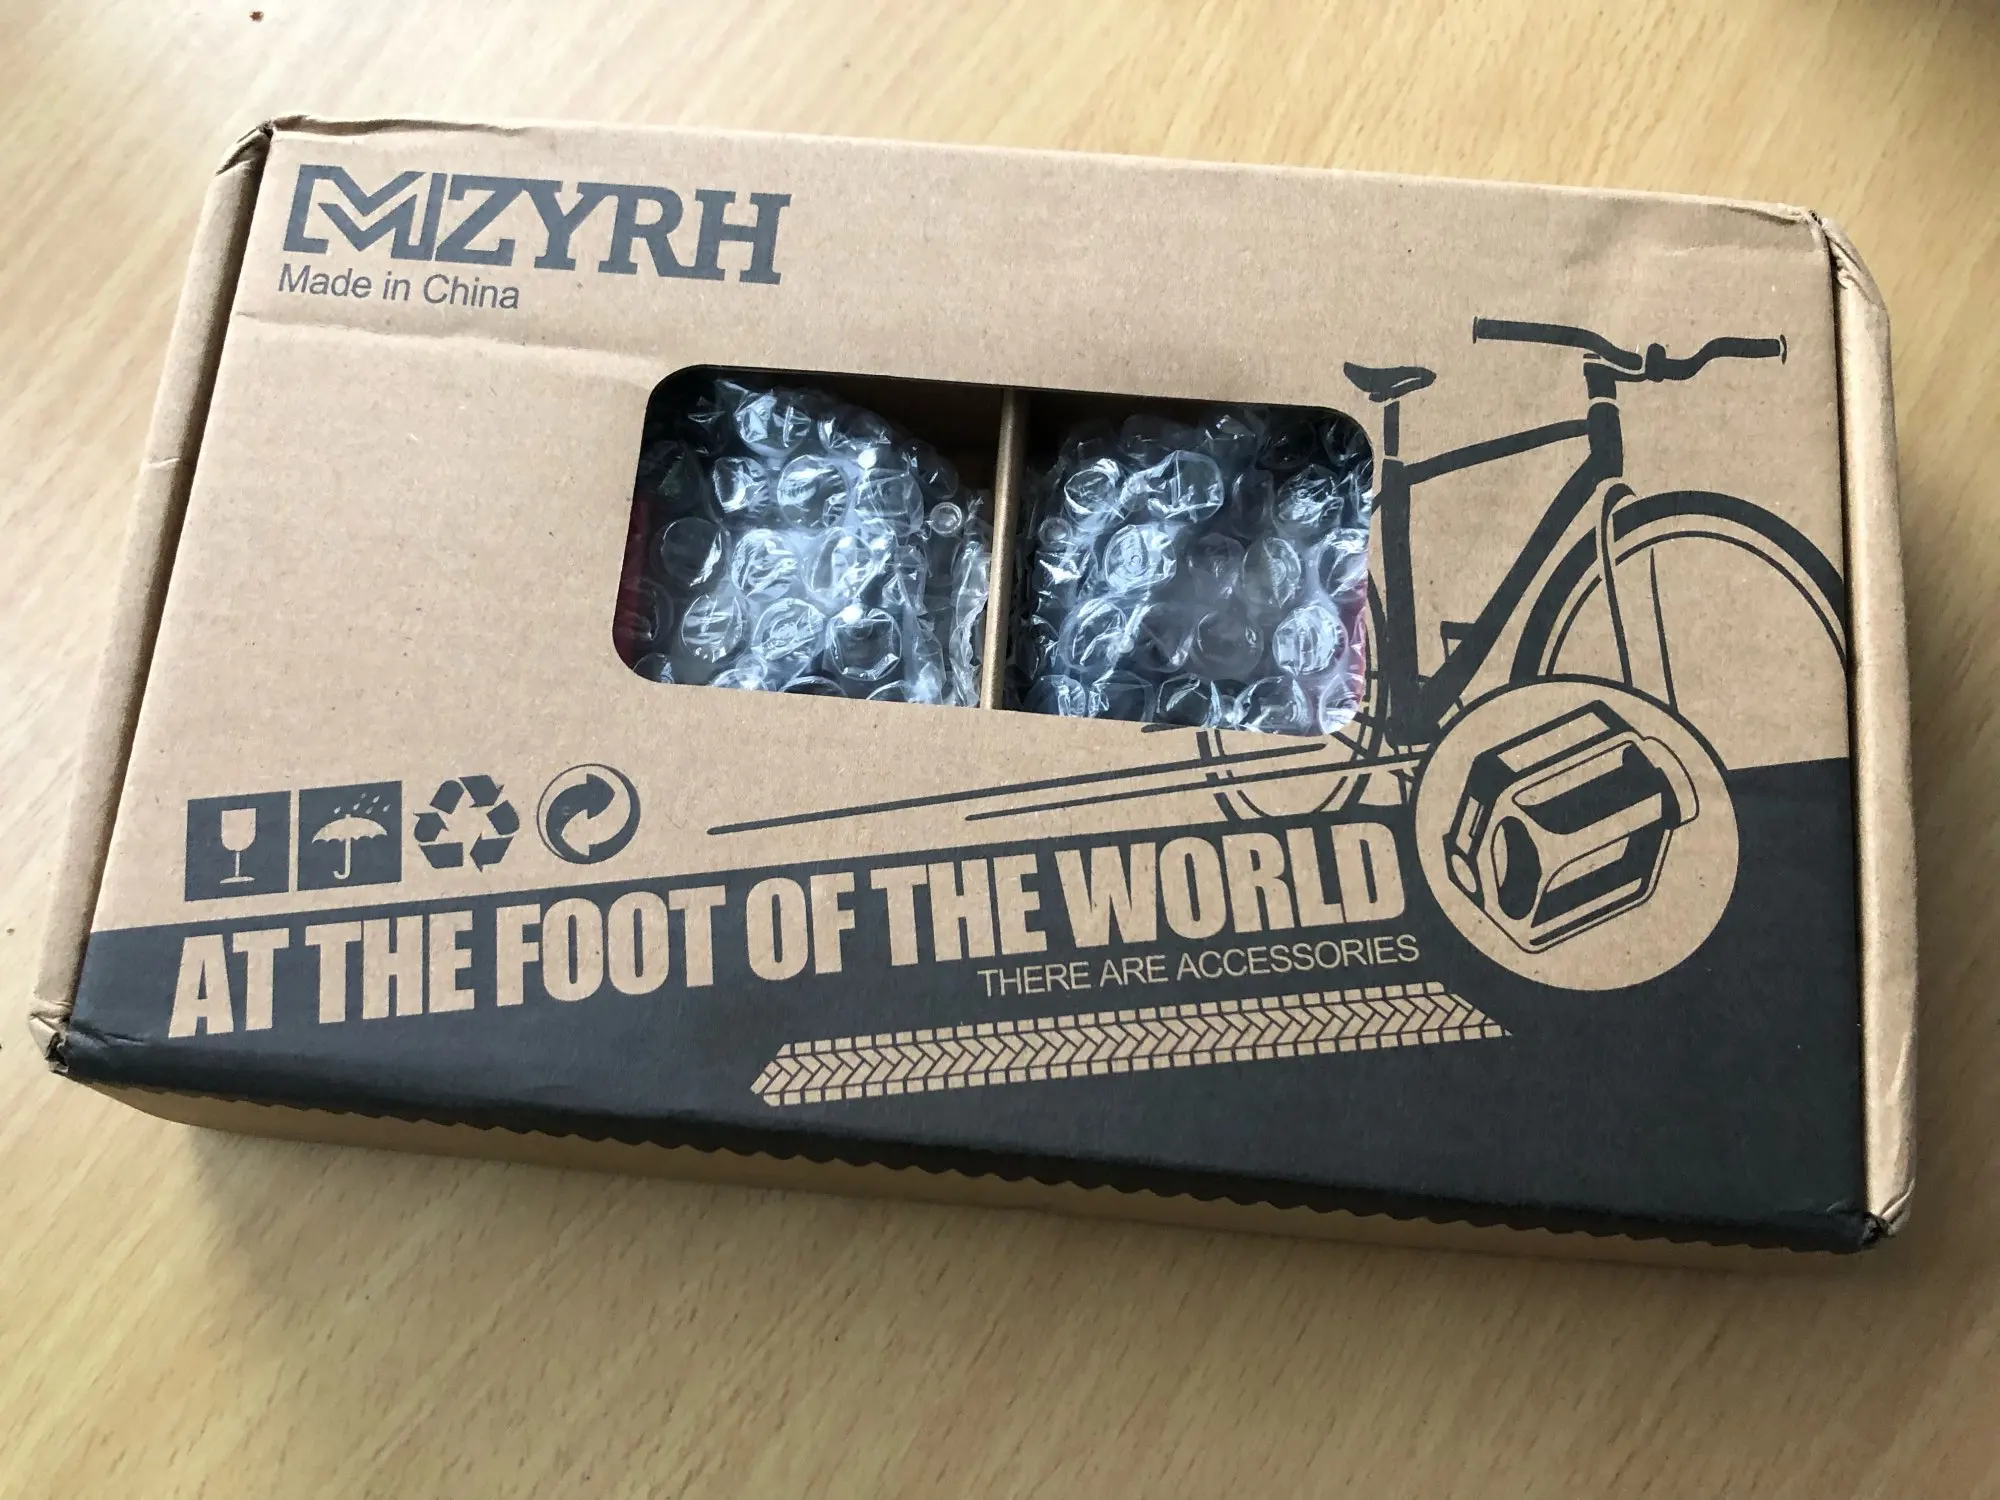 MZYRH
Made in China
AT THE FOOT OF THE WORLD
THERE ARE ACCESSORIES